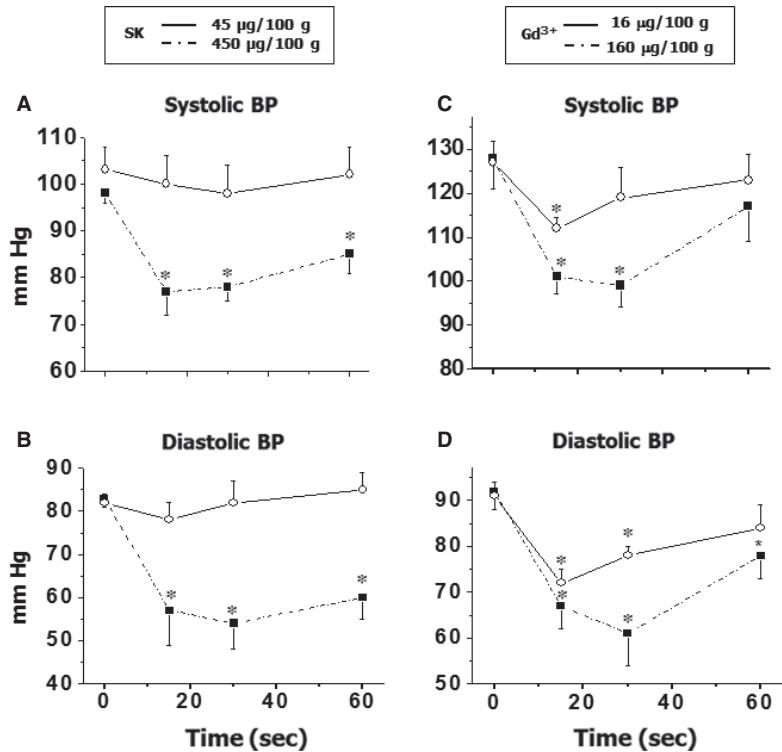 SK
45 µg/100 g
450 µg/100 g
Gd³⁺
16 µg/100 g
160 µg/100 g
A
Systolic BP
110
100
90
80
70
60
mm Hg
*
*
*
C
Systolic BP
130
120
110
100
90
80
*
*
*
B
Diastolic BP
90
80
70
60
50
40
mm Hg
*
*
*
0
20
40
60
Time (sec)
D
Diastolic BP
90
80
70
60
50
*
*
*
*
*
0
20
40
60
Time (sec)